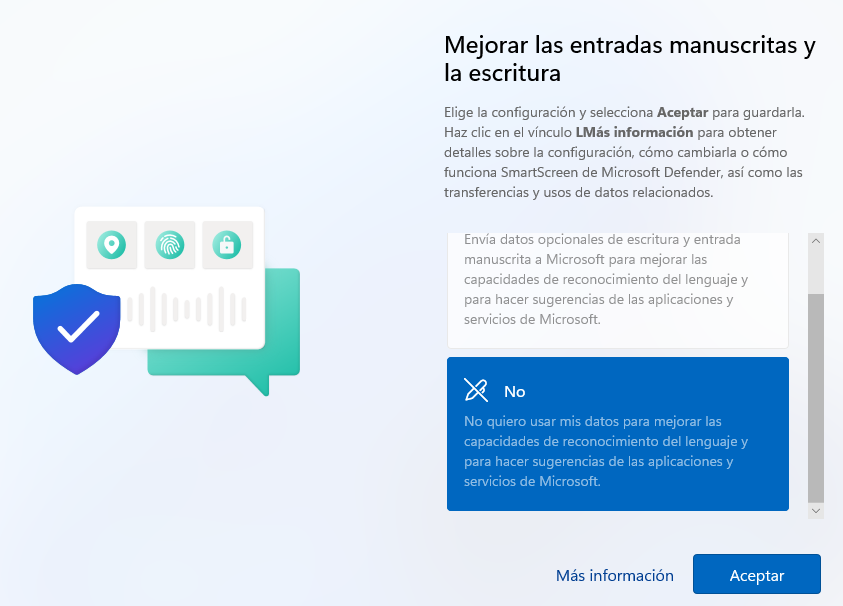 Mejorar las entradas manuscritas y
la escritura
Elige la configuración y selecciona Aceptar para guardarla.
Haz clic en el vínculo LMás información para obtener
detalles sobre la configuración, cómo cambiarla o cómo
funciona SmartScreen de Microsoft Defender, así como las
transferencias y usos de datos relacionados.
Envía datos opcionales de escritura y entrada
manuscrita a Microsoft para mejorar las
capacidades de reconocimiento del lenguaje y
para hacer sugerencias de las aplicaciones y
servicios de Microsoft.
No
No quiero usar mis datos para mejorar las
capacidades de reconocimiento del lenguaje y
para hacer sugerencias de las aplicaciones y
servicios de Microsoft.
Más información
Aceptar